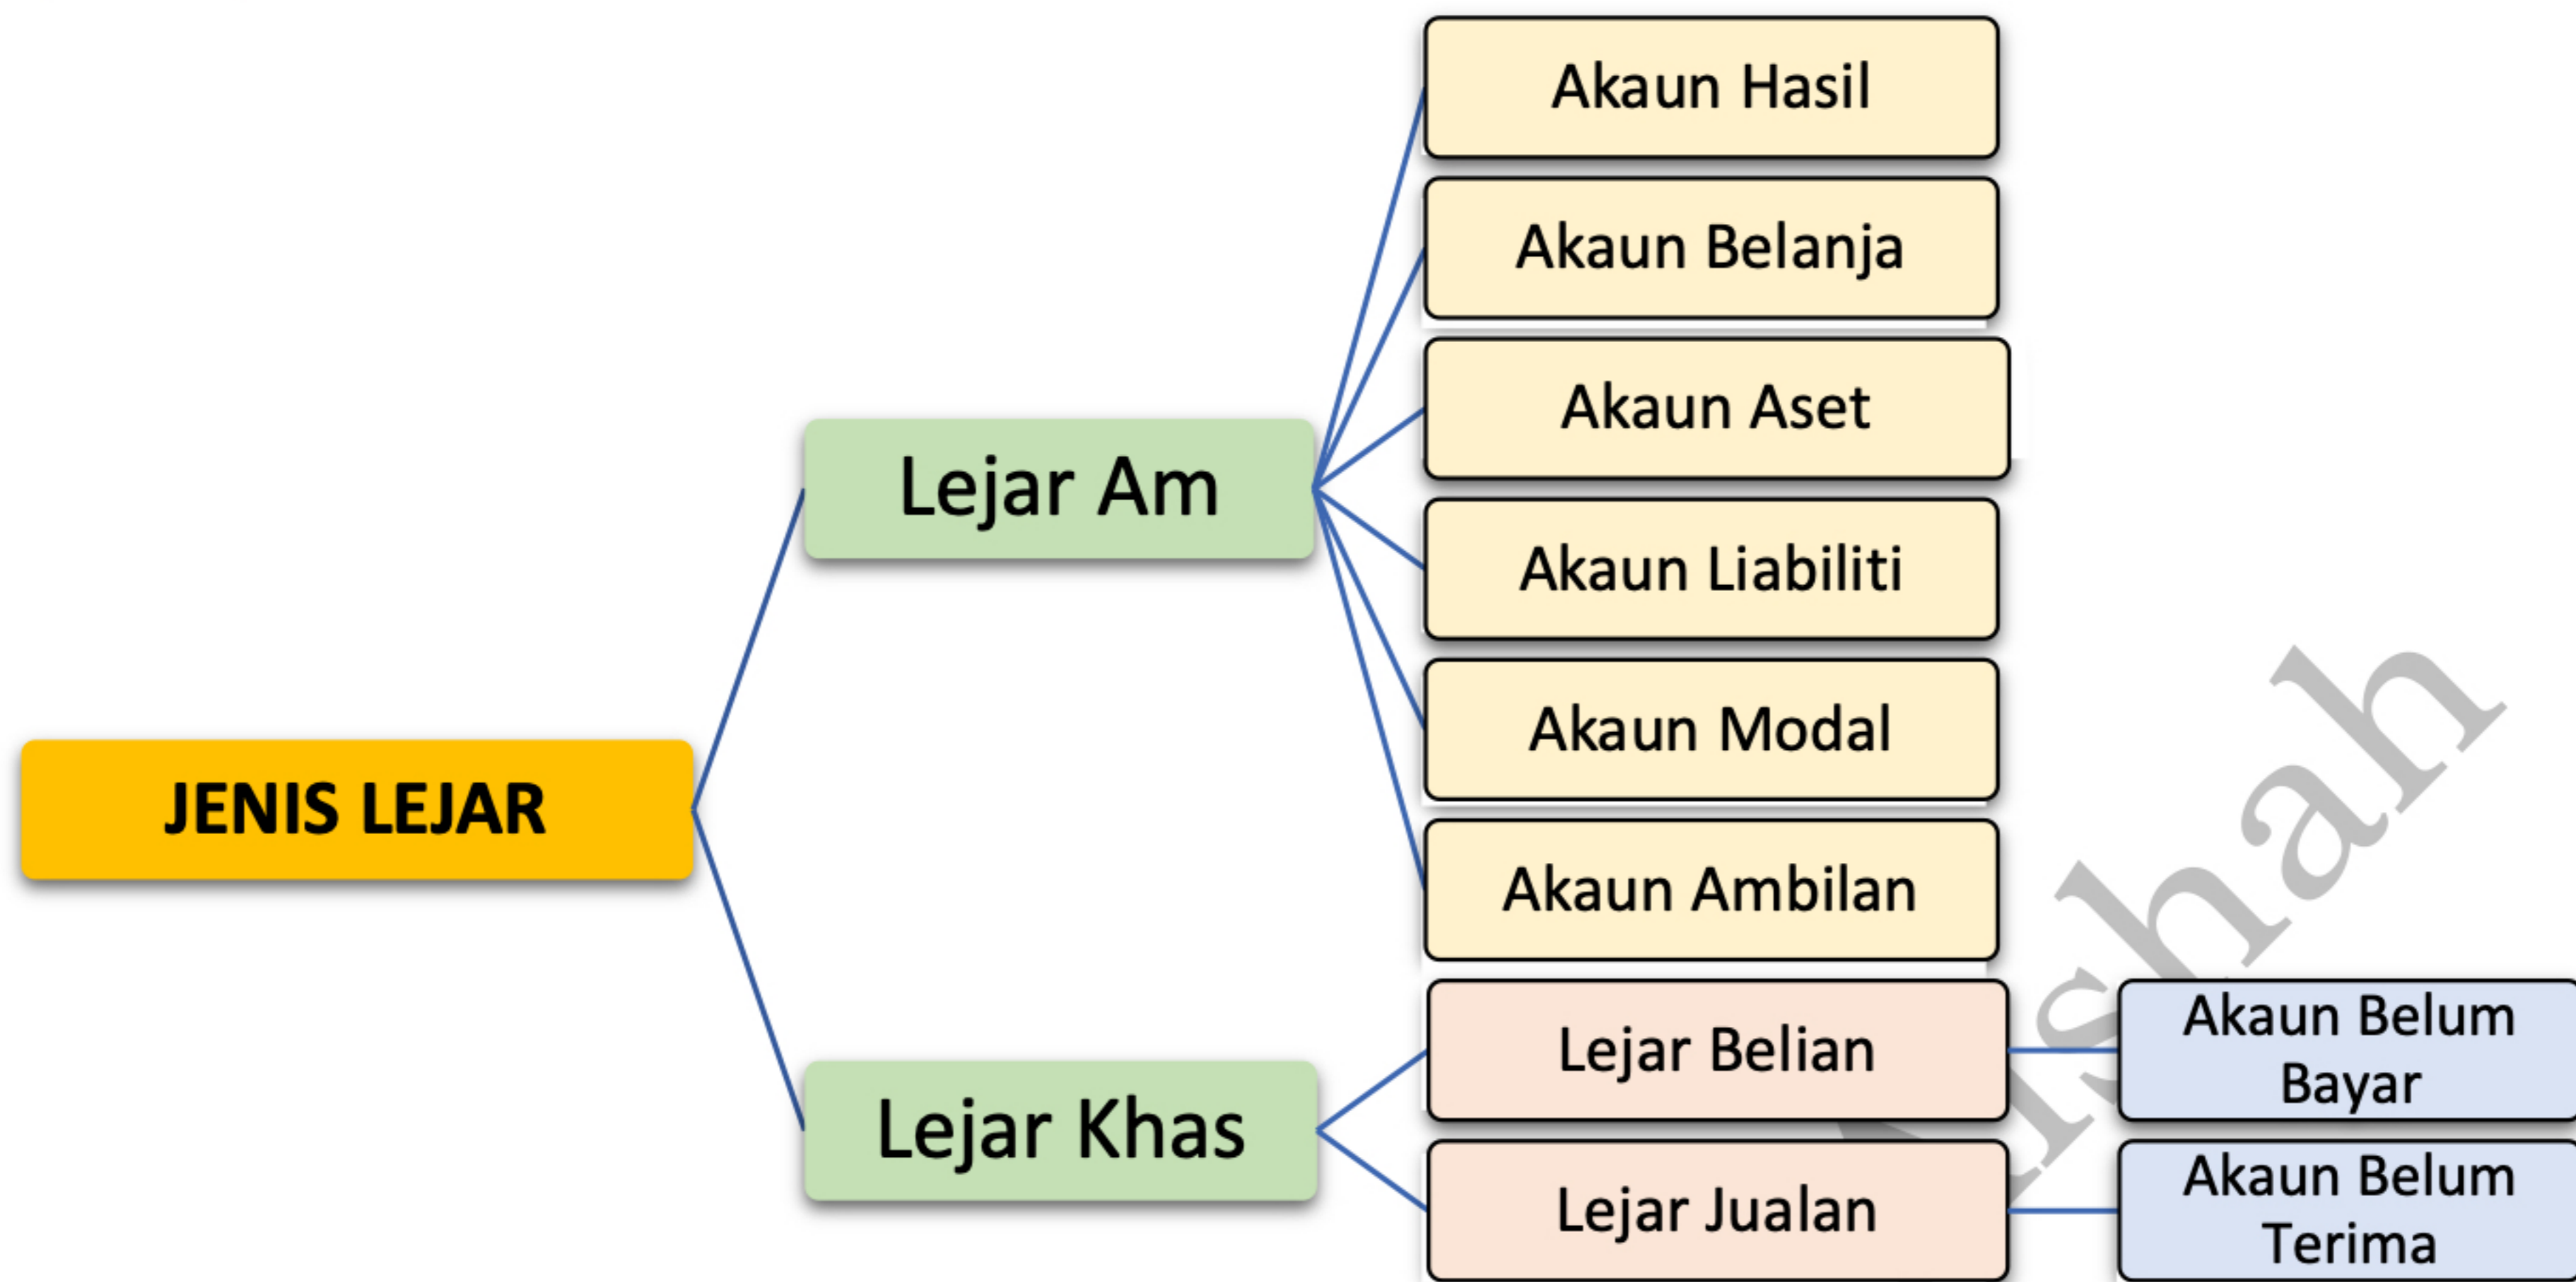 JENIS LEJAR
Lejar Am
Akaun Hasil
Akaun Belanja
Akaun Aset
Akaun Liabiliti
Akaun Modal
Akaun Ambilan
Lejar Khas
Lejar Belian
Akaun Belum
Bayar
Lejar Jualan
Akaun Belum
Terima